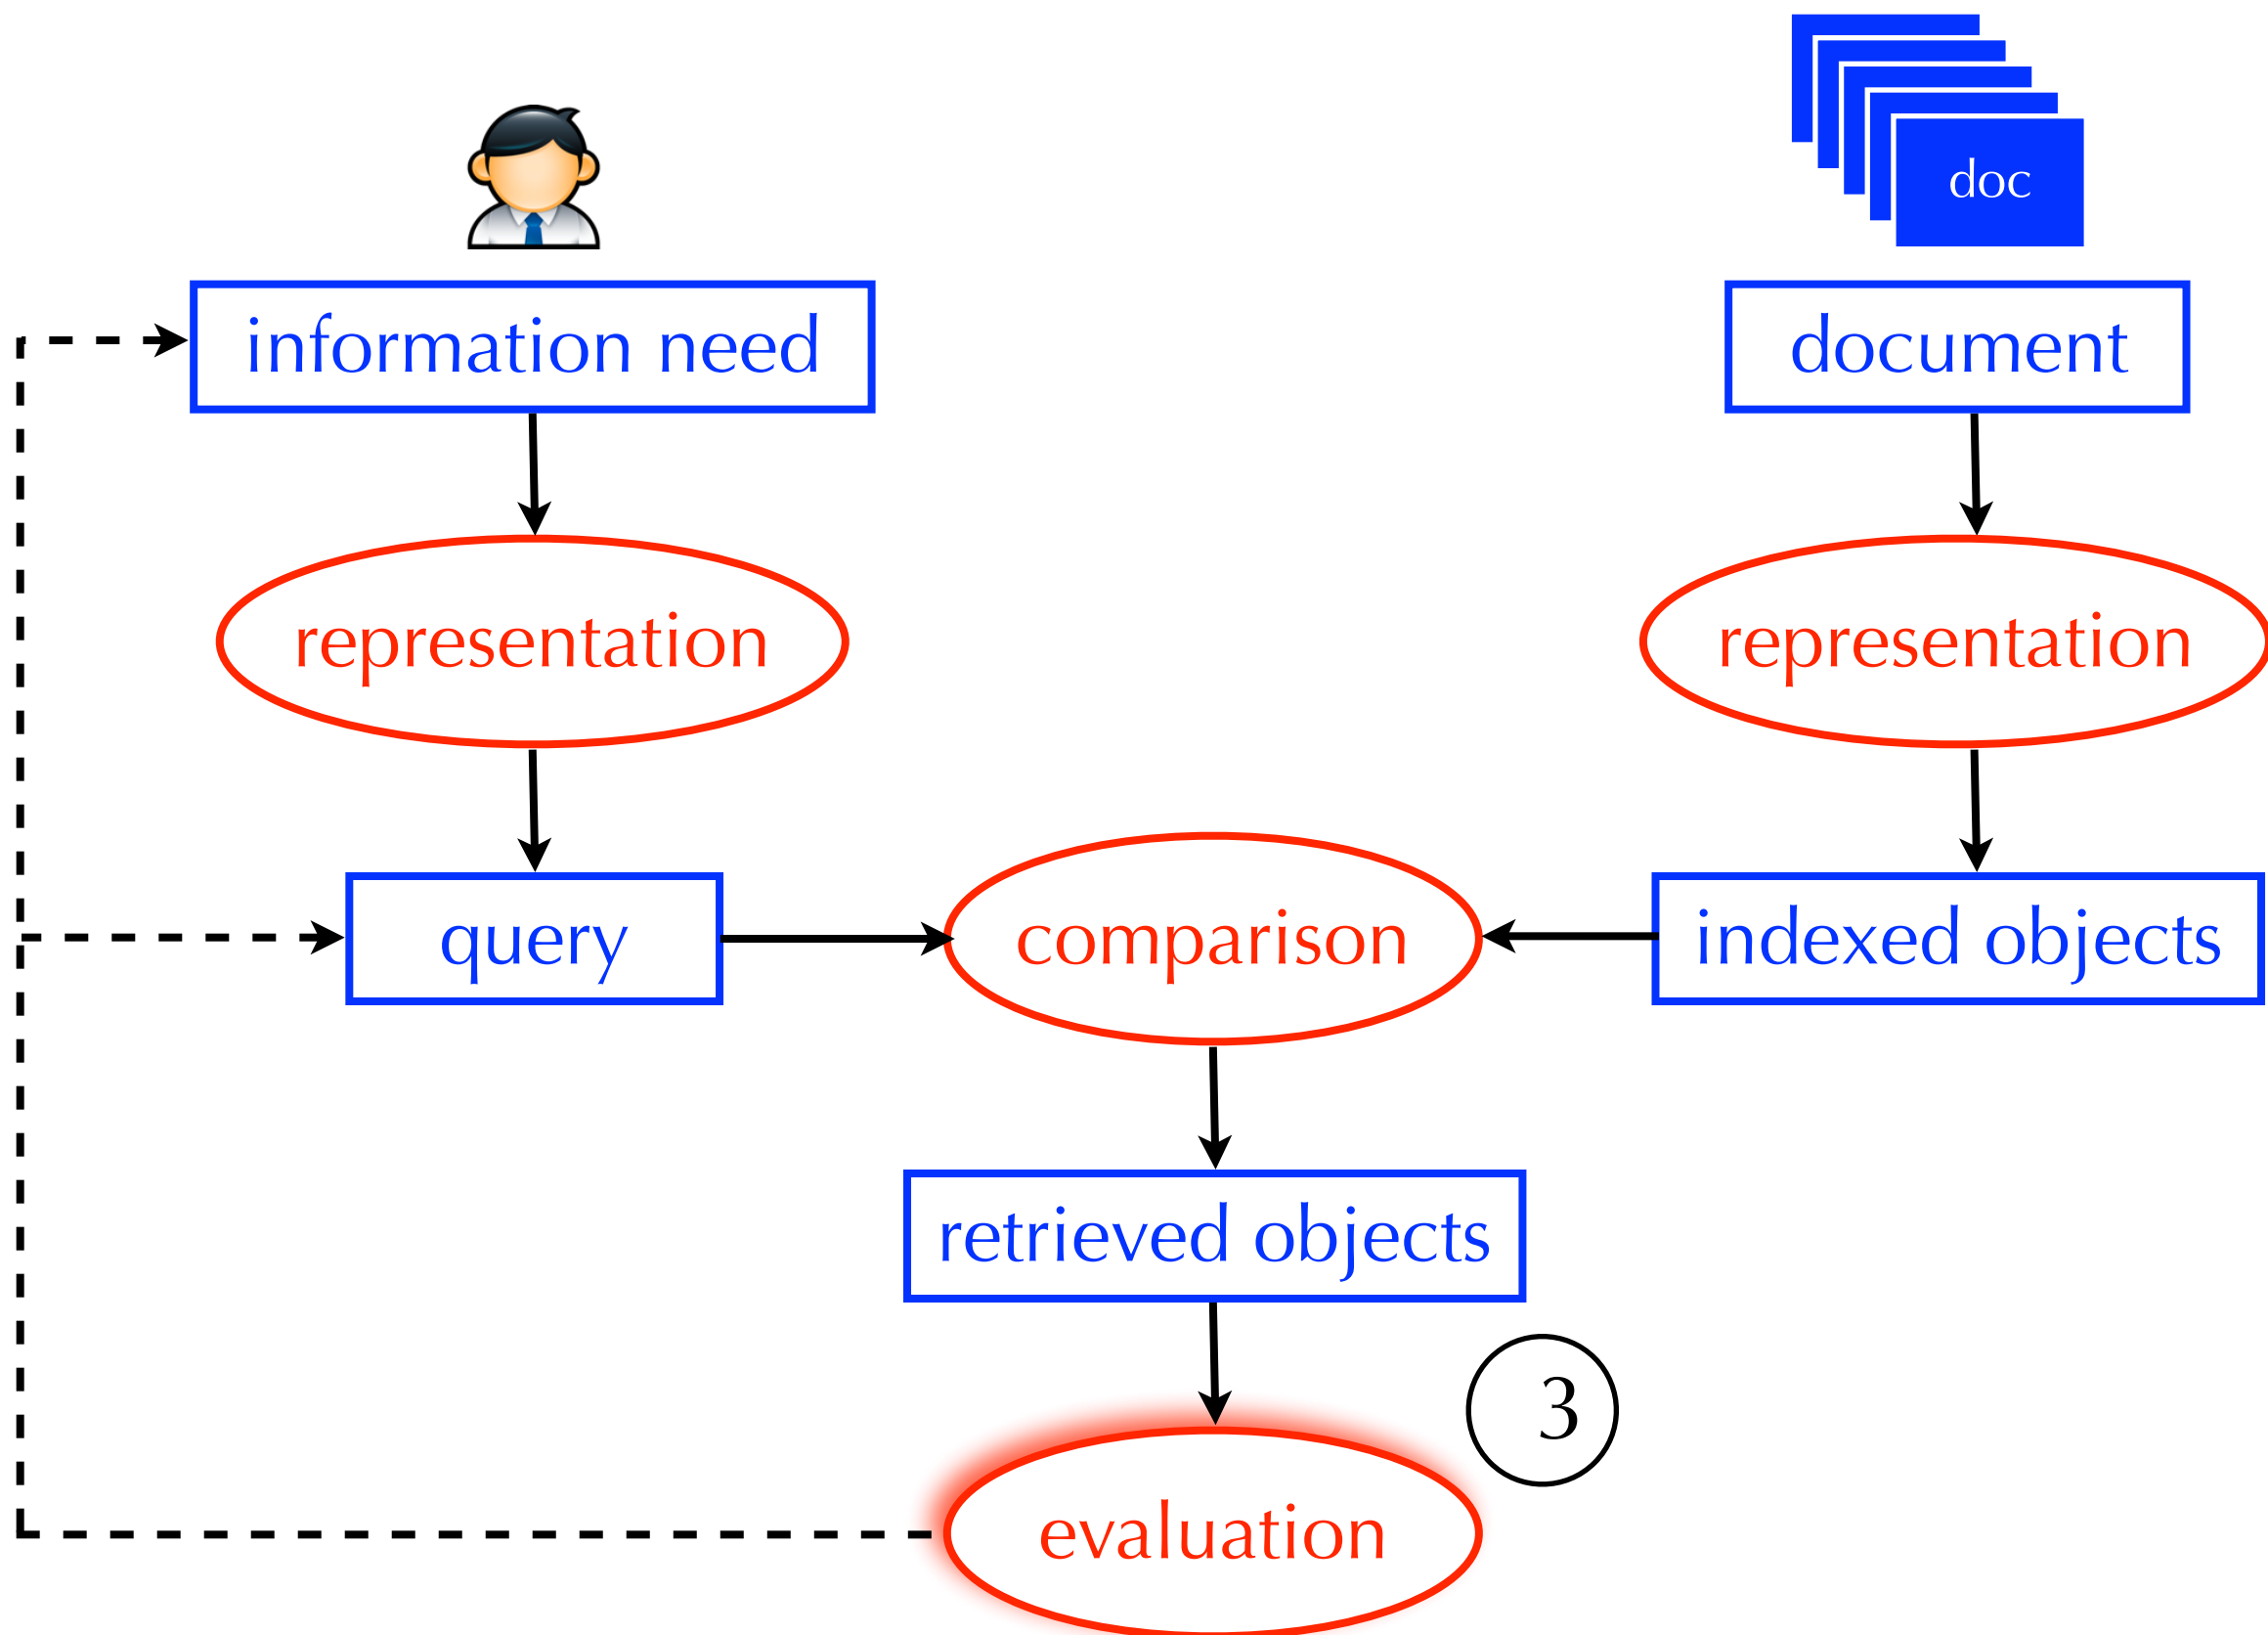 doc
information need
document
representation
representation
query
comparison
indexed objects
retrieved objects
3
evaluation